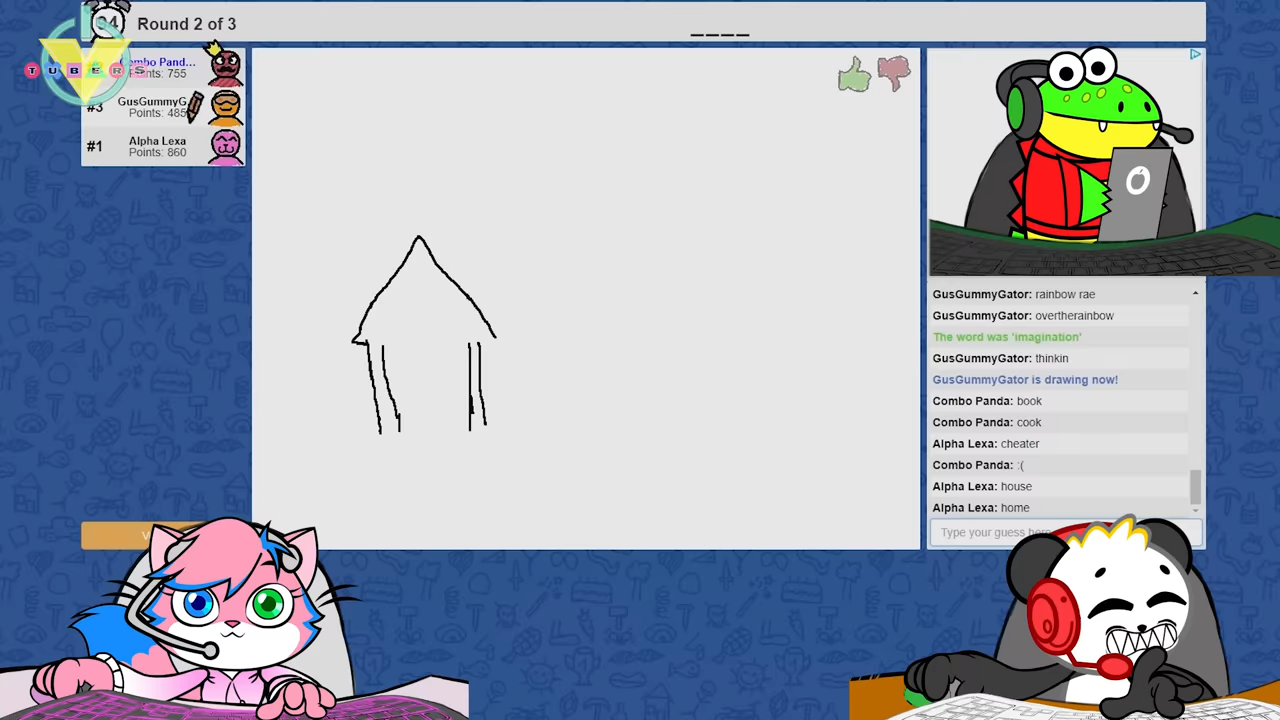 Round 2 of 3
____
V
TUBERS
Combo Pand...
Points: 755
#3
GusGummyG
Points: 485
#1
Alpha Lexa
Points: 860
GusGummyGator: rainbow rae
GusGummyGator: overtherainbow
The word was 'imagination'
GusGummyGator: thinkin
GusGummyGator is drawing now!
Combo Panda: book
Combo Panda: cook
Alpha Lexa: cheater
Combo Panda: :(
Alpha Lexa: house
Alpha Lexa: home
Type your guess here